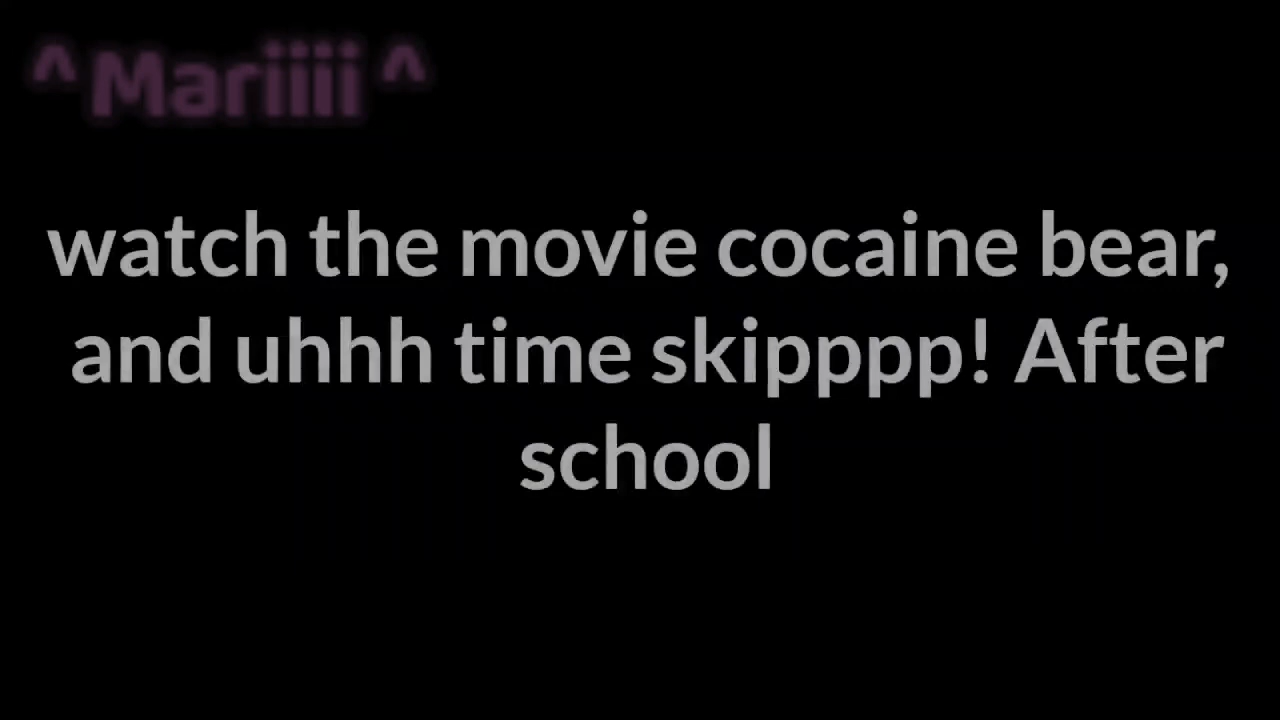 ^Mariiii ^
watch the movie cocaine bear,
and uhhh time skipppp! After
school